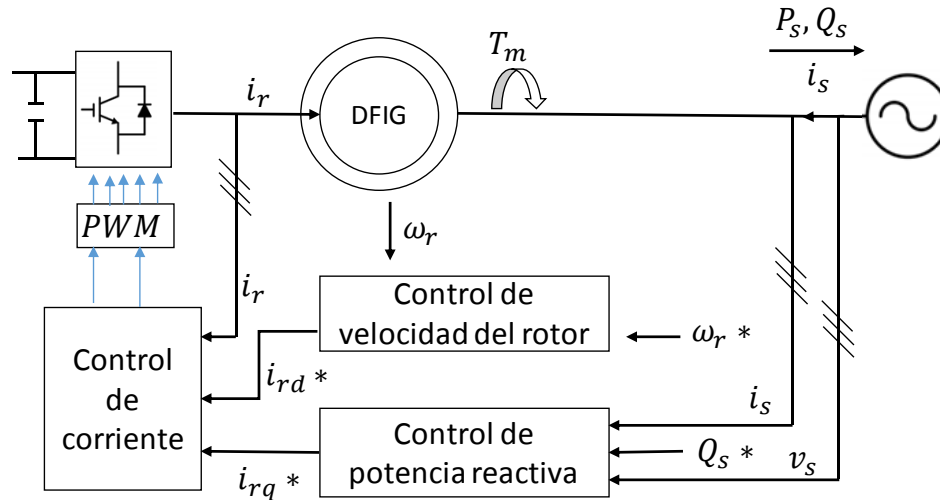 P_s, Q_s
T_m
i_s
i_r
DFIG
PWM
ω_r
i_r
Control de
velocidad del rotor
ω_r *
Control
de
corriente
i_rd *
i_s
Control de
potencia reactiva
Q_s *
v_s
i_rq *